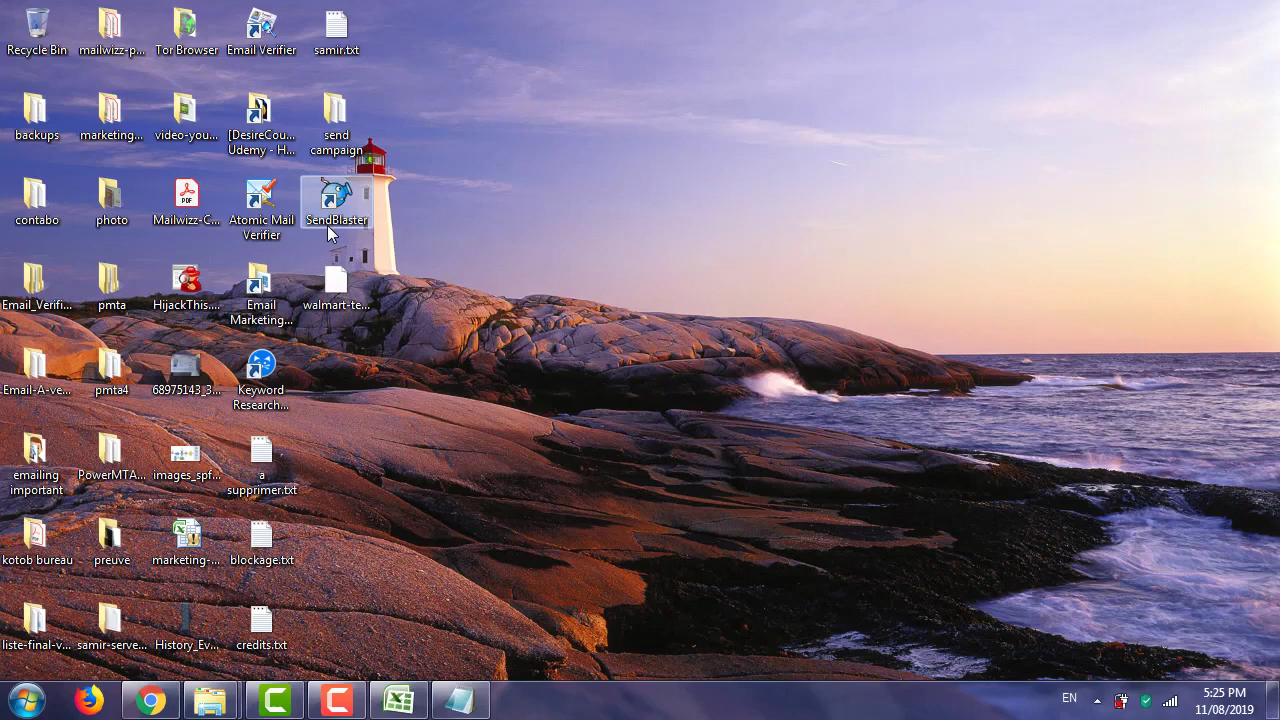 Recycle Bin
mailwizz-p...
Tor Browser
Email Verifier
samir.txt
backups
marketing...
video-you...
[DesireCou...
Udemy - H...
send
campaign
contabo
photo
PDF
Mailwizz-C...
Atomic Mail
Verifier
SendBlaster
Email_Verifi...
pmta
HijackThis....
Email
Marketing...
walmart-te...
Email-A-ve...
pmta4
68975143_3...
Keyword
Research...
emailing
important
PowerMTA...
images_spf...
a
supprimer.txt
kotob bureau
preuve
marketing-...
blockage.txt
liste-final-v...
samir-serve...
History_Ev...
credits.txt
EN
5:25 PM
11/08/2019